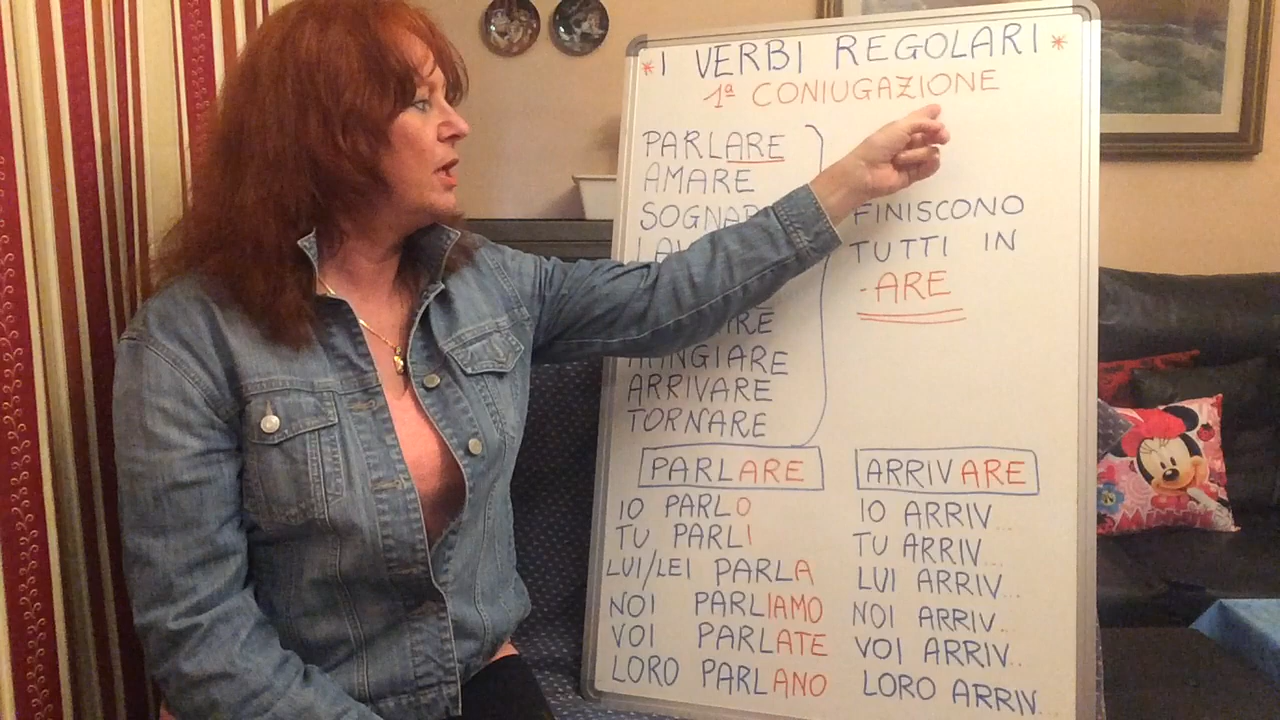 * I VERBI REGOLARI *
1ª CONIUGAZIONE
PARLARE
AMARE
MANGIARE
ARRIVARE
TORNARE
FINISCONO
TUTTI IN
-ARE
PARLARE
IO PARLO
TU PARLI
LUI/LEI PARLA
NOI PARLIAMO
VOI PARLATE
LORO PARLANO
ARRIVARE
IO ARRIV...
TU ARRIV...
LUI ARRIV...
NOI ARRIV...
VOI ARRIV...
LORO ARRIV...